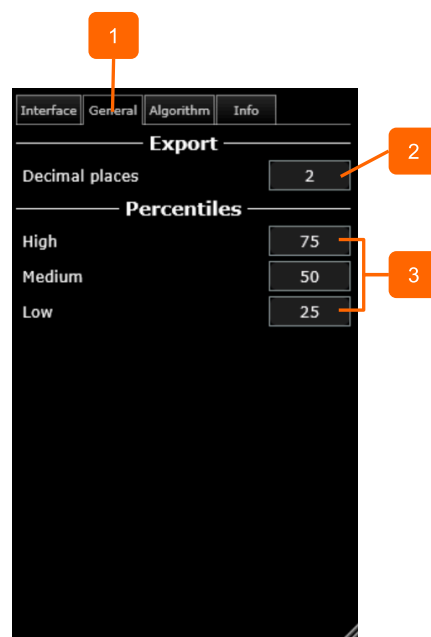 1
Interface General Algorithm Info
Export
Decimal places 2
2
Percentiles
High 75
Medium 50
3
Low 25